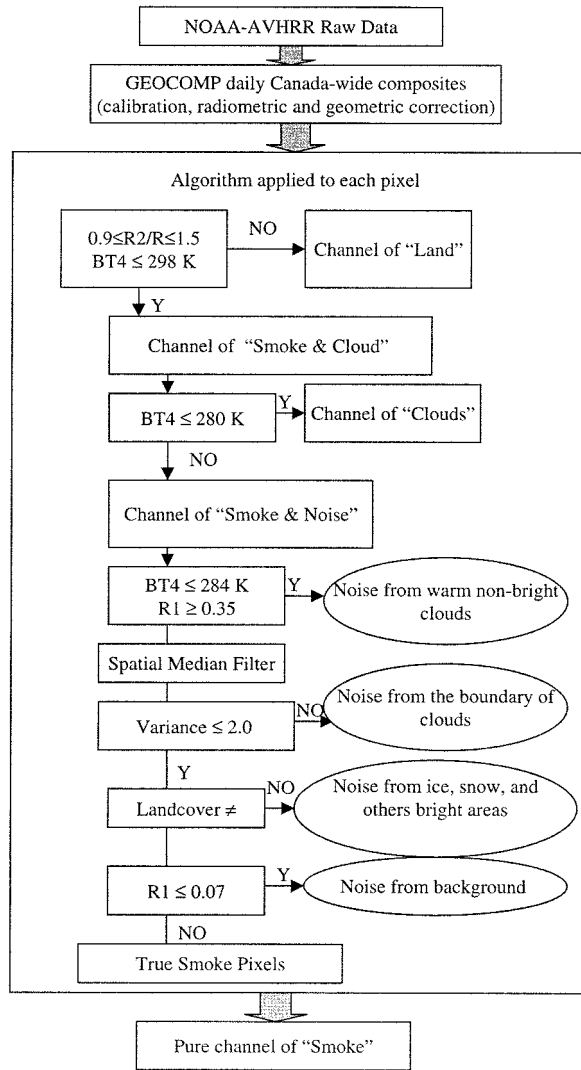 NOAA-AVHRR Raw Data
GEOCOMP daily Canada-wide composites
(calibration, radiometric and geometric correction)
Algorithm applied to each pixel
0.9≤R2/R≤1.5
BT4 ≤ 298 K
NO
Channel of “Land”
Y
Channel of “Smoke & Cloud”
BT4 ≤ 280 K
Y
Channel of “Clouds”
NO
Channel of “Smoke & Noise”
BT4 ≤ 284 K
R1 ≥ 0.35
Y
Noise from warm non-bright
clouds
Spatial Median Filter
Variance ≤ 2.0
NO
Noise from the boundary of
clouds
Y
Landcover ≠
NO
Noise from ice, snow, and
others bright areas
R1 ≤ 0.07
Y
Noise from background
NO
True Smoke Pixels
Pure channel of “Smoke”